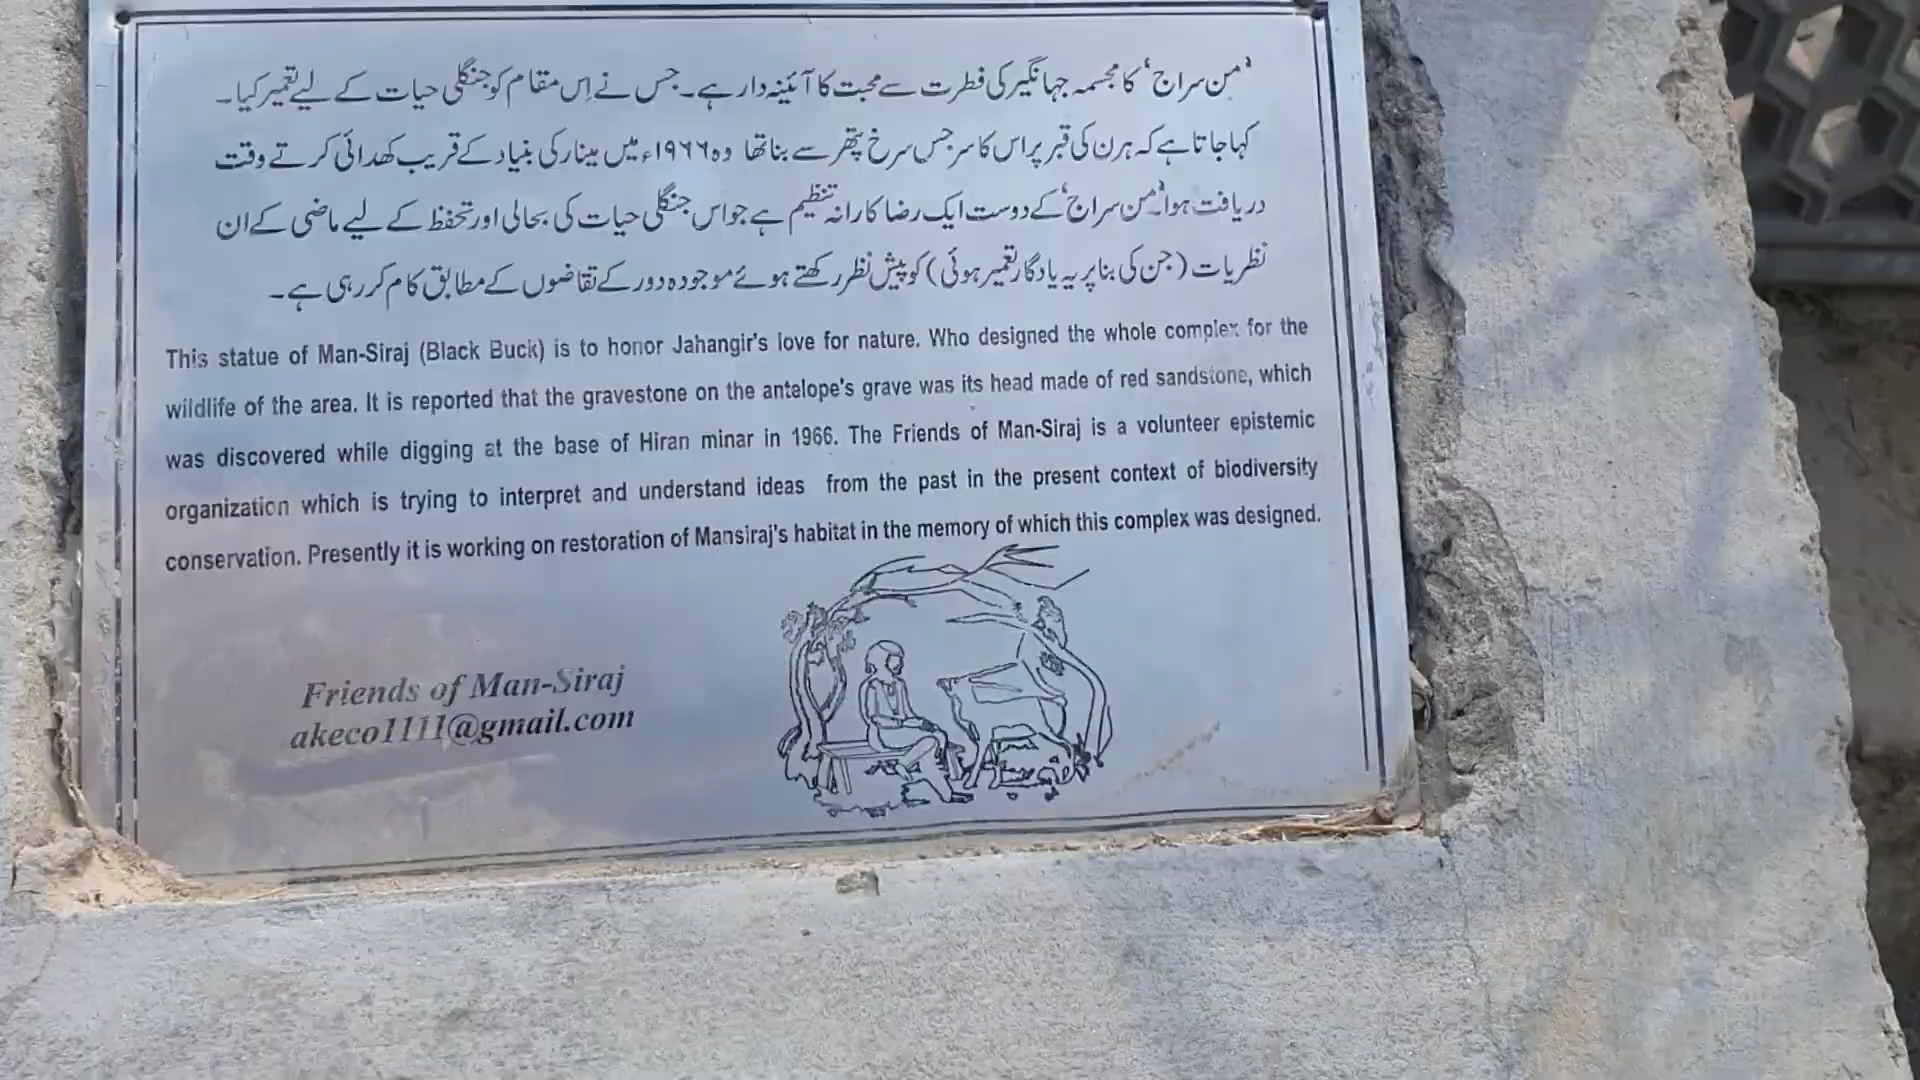 ’من سراج‘ کا مجسمہ جہانگیر کی فطرت سے محبت کا آئینہ دار ہے۔ جس نے اِس مقام کو جنگلی حیات کے لیے تعمیر کیا۔
کہا جاتا ہے کہ ہرن کی قبر پر اس کا سر جس سرخ پتھر سے بنا تھا وہ ۱۹۶۶ء میں مینار کی بنیاد کے قریب کھدائی کرتے وقت
دریافت ہوا۔’من سراج‘ کے دوست ایک رضا کارانہ تنظیم ہے جو اس جنگلی حیات کی بحالی اور تحفظ کے لیے ماضی کے ان
نظریات (جن کی بنا پر یہ یادگار تعمیر ہوئی) کو پیش نظر رکھتے ہوئے موجودہ دور کے تقاضوں کے مطابق کام کر رہی ہے۔
This statue of Man-Siraj (Black Buck) is to honor Jahangir's love for nature. Who designed the whole complex for the
wildlife of the area. It is reported that the gravestone on the antelope's grave was its head made of red sandstone, which
was discovered while digging at the base of Hiran minar in 1966. The Friends of Man-Siraj is a volunteer epistemic
organization which is trying to interpret and understand ideas from the past in the present context of biodiversity
conservation. Presently it is working on restoration of Mansiraj's habitat in the memory of which this complex was designed.
Friends of Man-Siraj
akeco1111@gmail.com